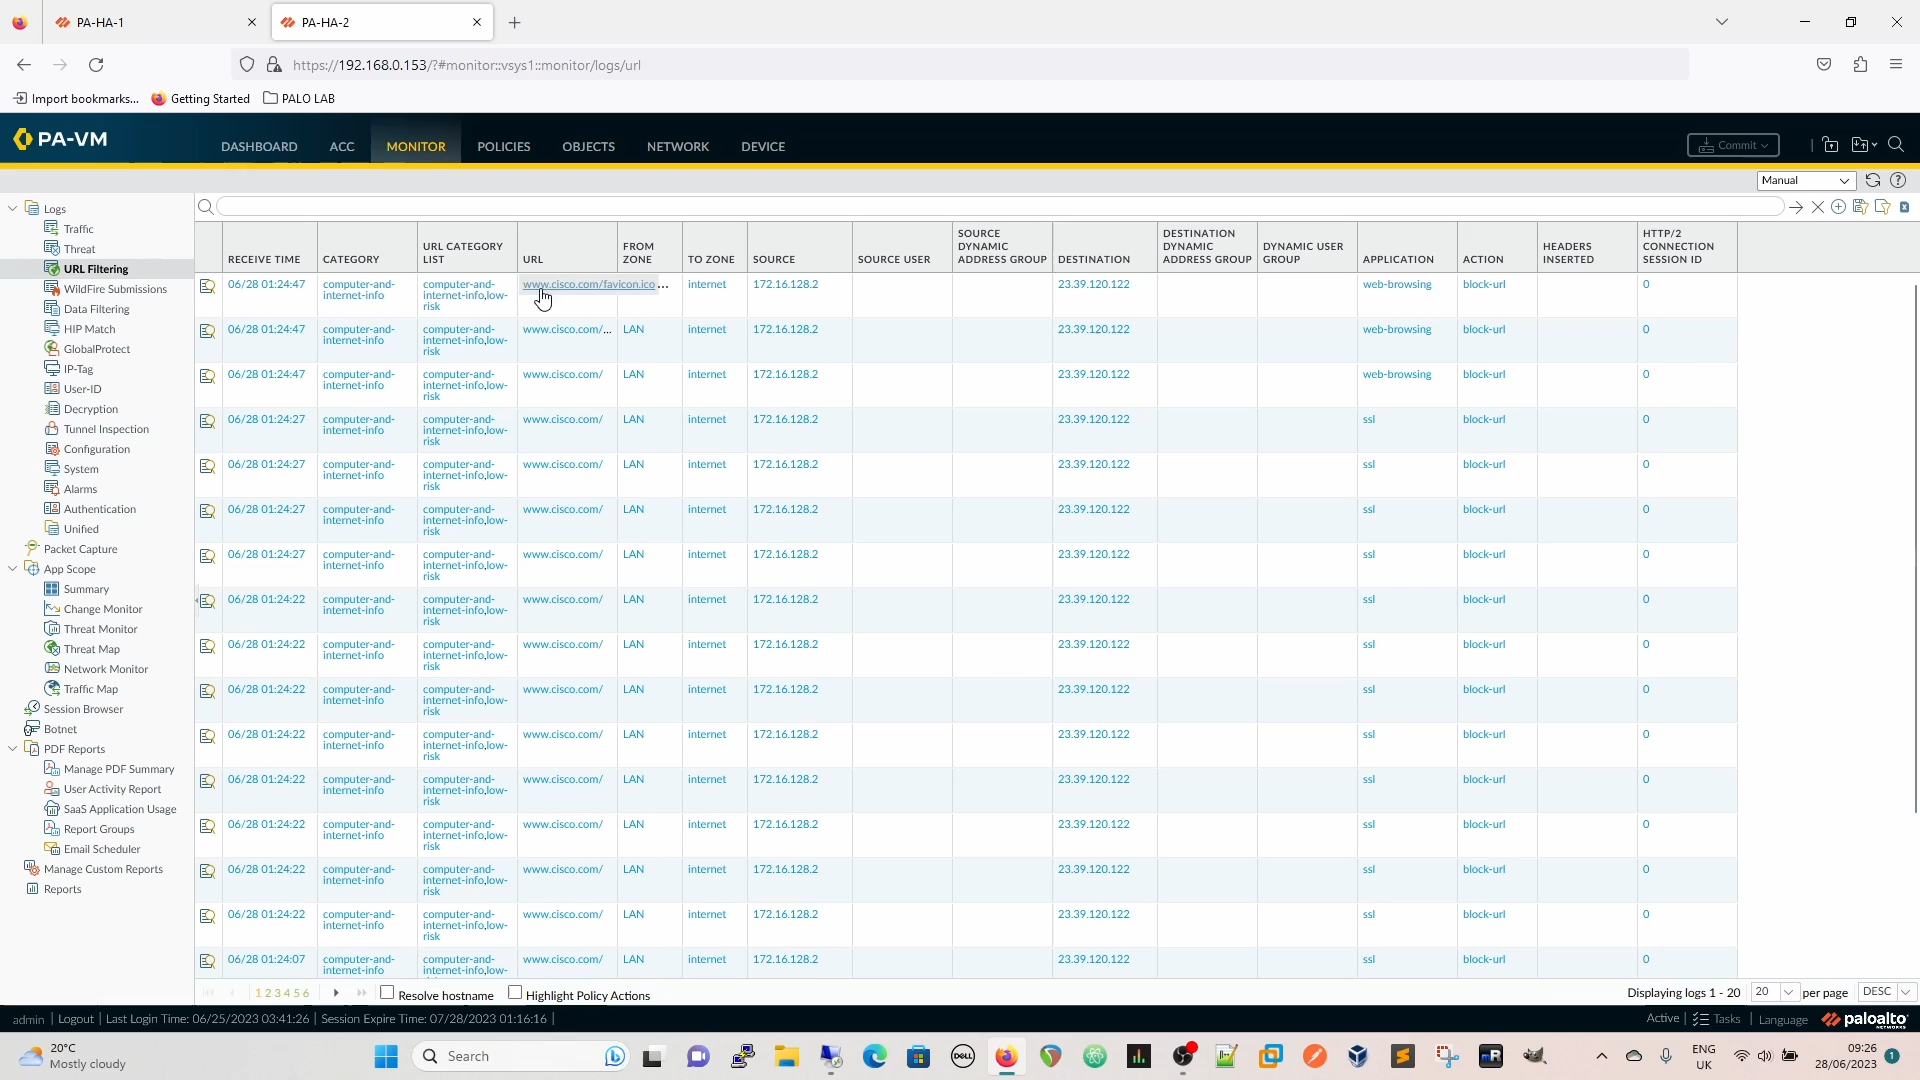 PA-HA-1
PA-HA-2
https://192.168.0.153/?#monitor::vsys1::monitor/logs/url
Import bookmarks... Getting Started PALO LAB
PA-VM
DASHBOARD ACC MONITOR POLICIES OBJECTS NETWORK DEVICE
Commit
Manual
Logs
Traffic
Threat
URL Filtering
WildFire Submissions
Data Filtering
HIP Match
GlobalProtect
IP-Tag
User-ID
Decryption
Tunnel Inspection
Configuration
System
Alarms
Authentication
Unified
Packet Capture
App Scope
Summary
Change Monitor
Threat Monitor
Threat Map
Network Monitor
Traffic Map
Session Browser
Botnet
PDF Reports
Manage PDF Summary
User Activity Report
SaaS Application Usage
Report Groups
Email Scheduler
Manage Custom Reports
Reports
RECEIVE TIME CATEGORY URL CATEGORY LIST URL FROM ZONE TO ZONE SOURCE SOURCE USER SOURCE DYNAMIC ADDRESS GROUP DESTINATION DESTINATION DYNAMIC ADDRESS GROUP DYNAMIC USER GROUP APPLICATION ACTION HEADERS INSERTED HTTP/2 CONNECTION SESSION ID
06/28 01:24:47 computer-and-internet-info computer-and-internet-info,low-risk www.cisco.com/favicon.ico ... internet 172.16.128.2 23.39.120.122 web-browsing block-url 0
06/28 01:24:47 computer-and-internet-info computer-and-internet-info,low-risk www.cisco.com/... LAN internet 172.16.128.2 23.39.120.122 web-browsing block-url 0
06/28 01:24:47 computer-and-internet-info computer-and-internet-info,low-risk www.cisco.com/ LAN internet 172.16.128.2 23.39.120.122 web-browsing block-url 0
06/28 01:24:27 computer-and-internet-info computer-and-internet-info,low-risk www.cisco.com/ LAN internet 172.16.128.2 23.39.120.122 ssl block-url 0
06/28 01:24:27 computer-and-internet-info computer-and-internet-info,low-risk www.cisco.com/ LAN internet 172.16.128.2 23.39.120.122 ssl block-url 0
06/28 01:24:27 computer-and-internet-info computer-and-internet-info,low-risk www.cisco.com/ LAN internet 172.16.128.2 23.39.120.122 ssl block-url 0
06/28 01:24:27 computer-and-internet-info computer-and-internet-info,low-risk www.cisco.com/ LAN internet 172.16.128.2 23.39.120.122 ssl block-url 0
06/28 01:24:22 computer-and-internet-info computer-and-internet-info,low-risk www.cisco.com/ LAN internet 172.16.128.2 23.39.120.122 ssl block-url 0
06/28 01:24:22 computer-and-internet-info computer-and-internet-info,low-risk www.cisco.com/ LAN internet 172.16.128.2 23.39.120.122 ssl block-url 0
06/28 01:24:22 computer-and-internet-info computer-and-internet-info,low-risk www.cisco.com/ LAN internet 172.16.128.2 23.39.120.122 ssl block-url 0
06/28 01:24:22 computer-and-internet-info computer-and-internet-info,low-risk www.cisco.com/ LAN internet 172.16.128.2 23.39.120.122 ssl block-url 0
06/28 01:24:22 computer-and-internet-info computer-and-internet-info,low-risk www.cisco.com/ LAN internet 172.16.128.2 23.39.120.122 ssl block-url 0
06/28 01:24:22 computer-and-internet-info computer-and-internet-info,low-risk www.cisco.com/ LAN internet 172.16.128.2 23.39.120.122 ssl block-url 0
06/28 01:24:22 computer-and-internet-info computer-and-internet-info,low-risk www.cisco.com/ LAN internet 172.16.128.2 23.39.120.122 ssl block-url 0
06/28 01:24:22 computer-and-internet-info computer-and-internet-info,low-risk www.cisco.com/ LAN internet 172.16.128.2 23.39.120.122 ssl block-url 0
06/28 01:24:07 computer-and-internet-info computer-and-internet-info,low- www.cisco.com/ LAN internet 172.16.128.2 23.39.120.122 ssl block-url 0
1 2 3 4 5 6 Resolve hostname Highlight Policy Actions Displaying logs 1 - 20 20 per page DESC
admin | Logout | Last Login Time: 06/25/2023 03:41:26 | Session Expire Time: 07/28/2023 01:16:16 | Active | Tasks | Language paloalto NETWORKS
20°C
Mostly cloudy
Search
DELL
mR
ENG
UK
09:26
28/06/2023
1